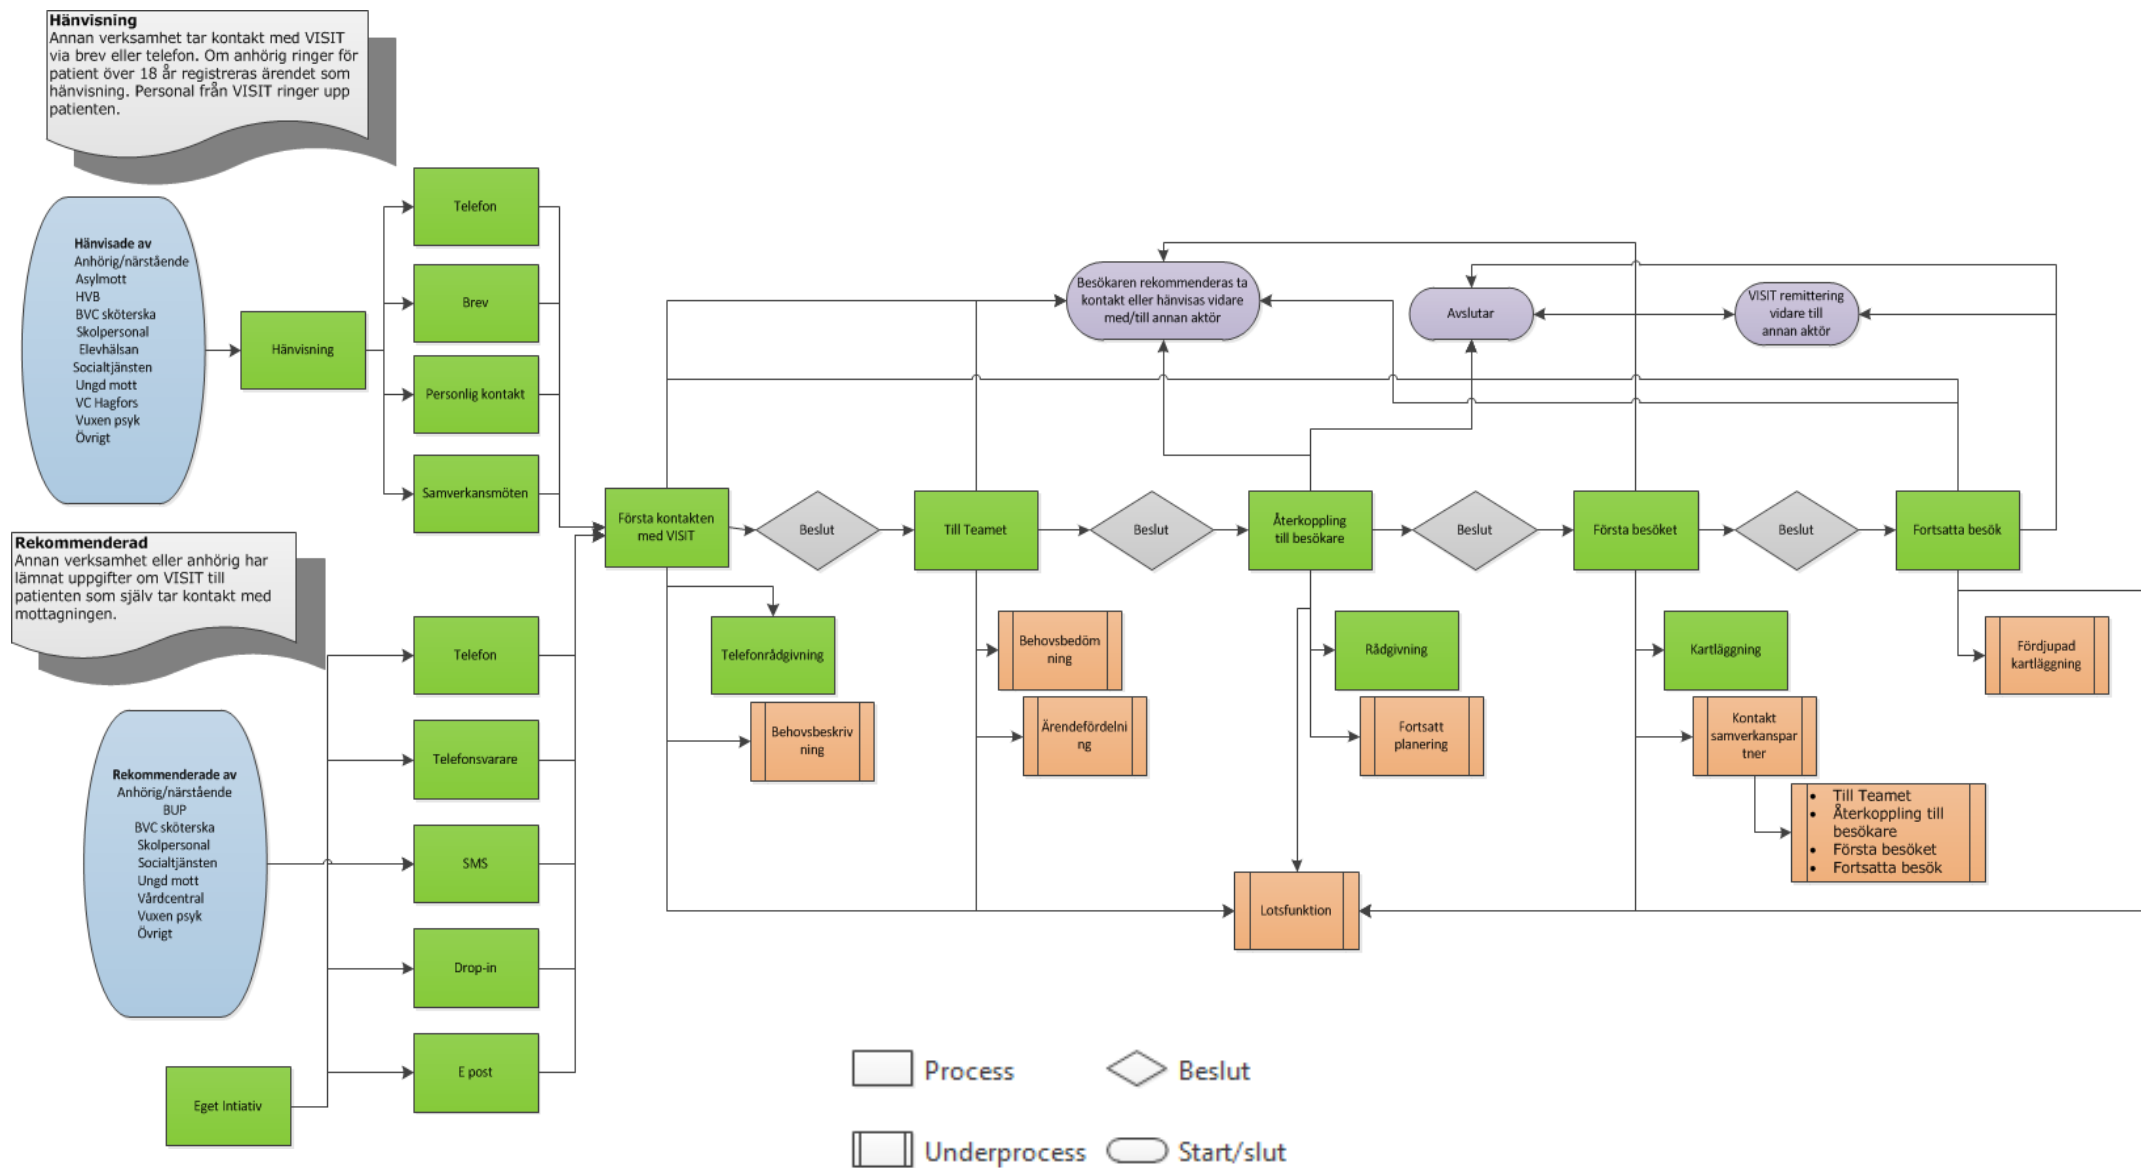 Hänvisning
Annan verksamhet tar kontakt med VISIT
via brev eller telefon. Om anhörig ringer för
patient över 18 år registreras ärendet som
hänvisning. Personal från VISIT ringer upp
patienten.
Hänvisade av
Anhörig/närstående
Asylmott
HVB
BVC sköterska
Skolpersonal
Elevhälsan
Socialtjänsten
Ungd mott
VC Hagfors
Vuxen psyk
Övrigt
Hänvisning
Telefon
Brev
Personlig kontakt
Samverkansmöten
Rekommenderad
Annan verksamhet eller anhörig har
lämnat uppgifter om VISIT till
patienten som själv tar kontakt med
mottagningen.
Rekommenderade av
Anhörig/närstående
BUP
BVC sköterska
Skolpersonal
Socialtjänsten
Ungd mott
Vårdcentral
Vuxen psyk
Övrigt
Eget Intiativ
Telefon
Telefonsvarare
SMS
Drop-in
E post
Besökaren rekommenderas ta
kontakt eller hänvisas vidare
med/till annan aktör
Avslutar
VISIT remittering
vidare till
annan aktör
Första kontakten
med VISIT
Beslut
Till Teamet
Beslut
Återkoppling
till besökare
Beslut
Första besöket
Beslut
Fortsatta besök
Telefonrådgivning
Behovsbeskriv
ning
Behovsbedöm
ning
Ärendefördelni
ng
Rådgivning
Fortsatt
planering
Kartläggning
Kontakt
samverkanspar
tner
• Till Teamet
• Återkoppling till
besökare
• Första besöket
• Fortsatta besök
Fördjupad
kartläggning
Lotsfunktion
Process
Beslut
Underprocess
Start/slut